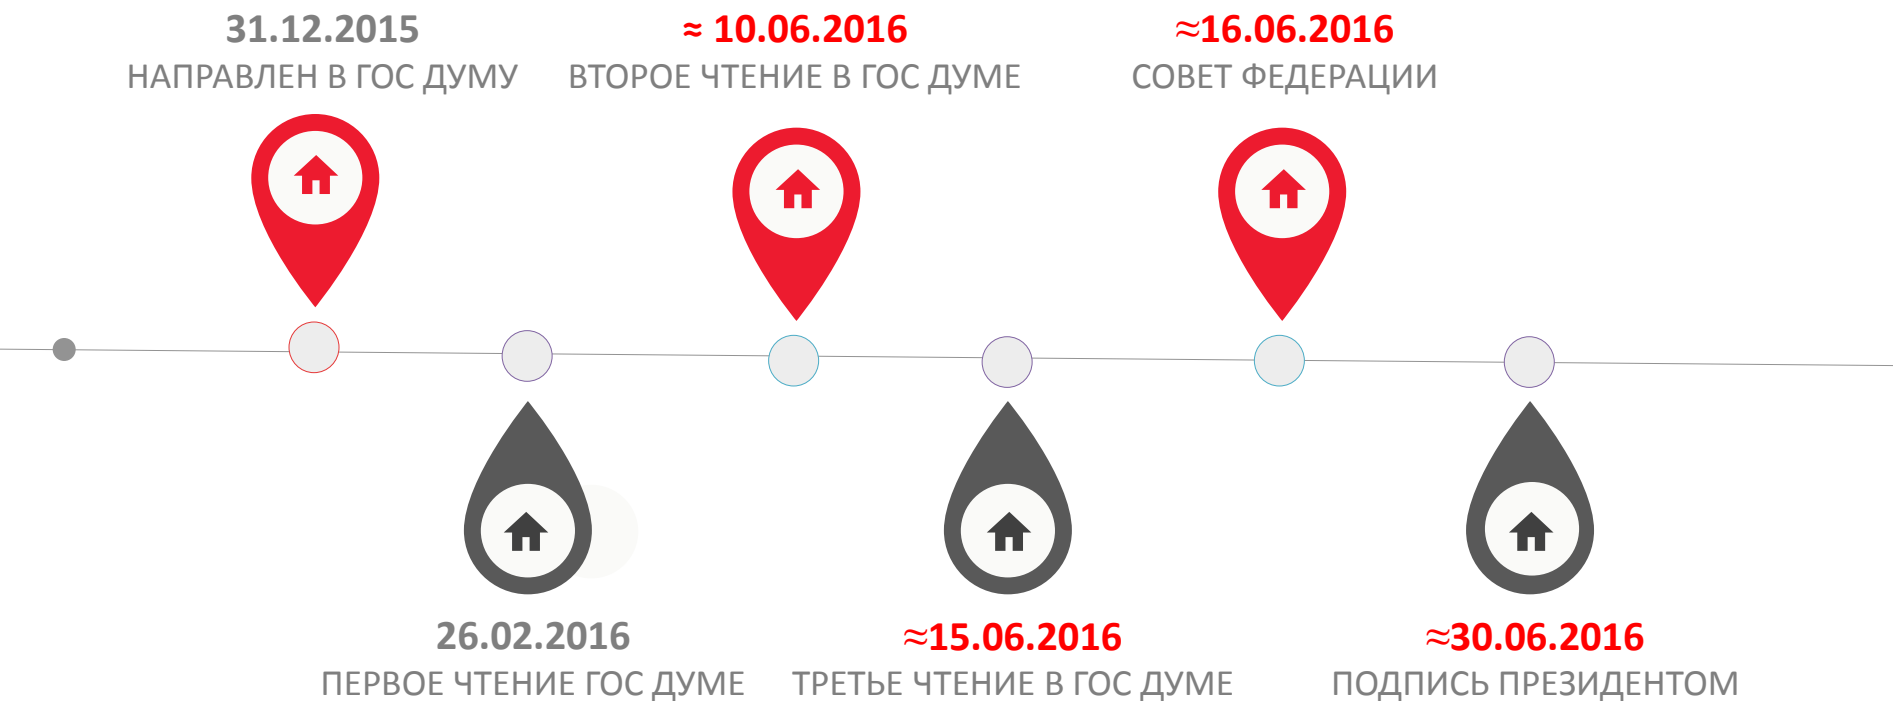 31.12.2015
НАПРАВЛЕН В ГОС ДУМУ
≈ 10.06.2016
ВТОРОЕ ЧТЕНИЕ В ГОС ДУМЕ
≈16.06.2016
СОВЕТ ФЕДЕРАЦИИ
26.02.2016
ПЕРВОЕ ЧТЕНИЕ ГОС ДУМЕ
≈15.06.2016
ТРЕТЬЕ ЧТЕНИЕ В ГОС ДУМЕ
≈30.06.2016
ПОДПИСЬ ПРЕЗИДЕНТОМ